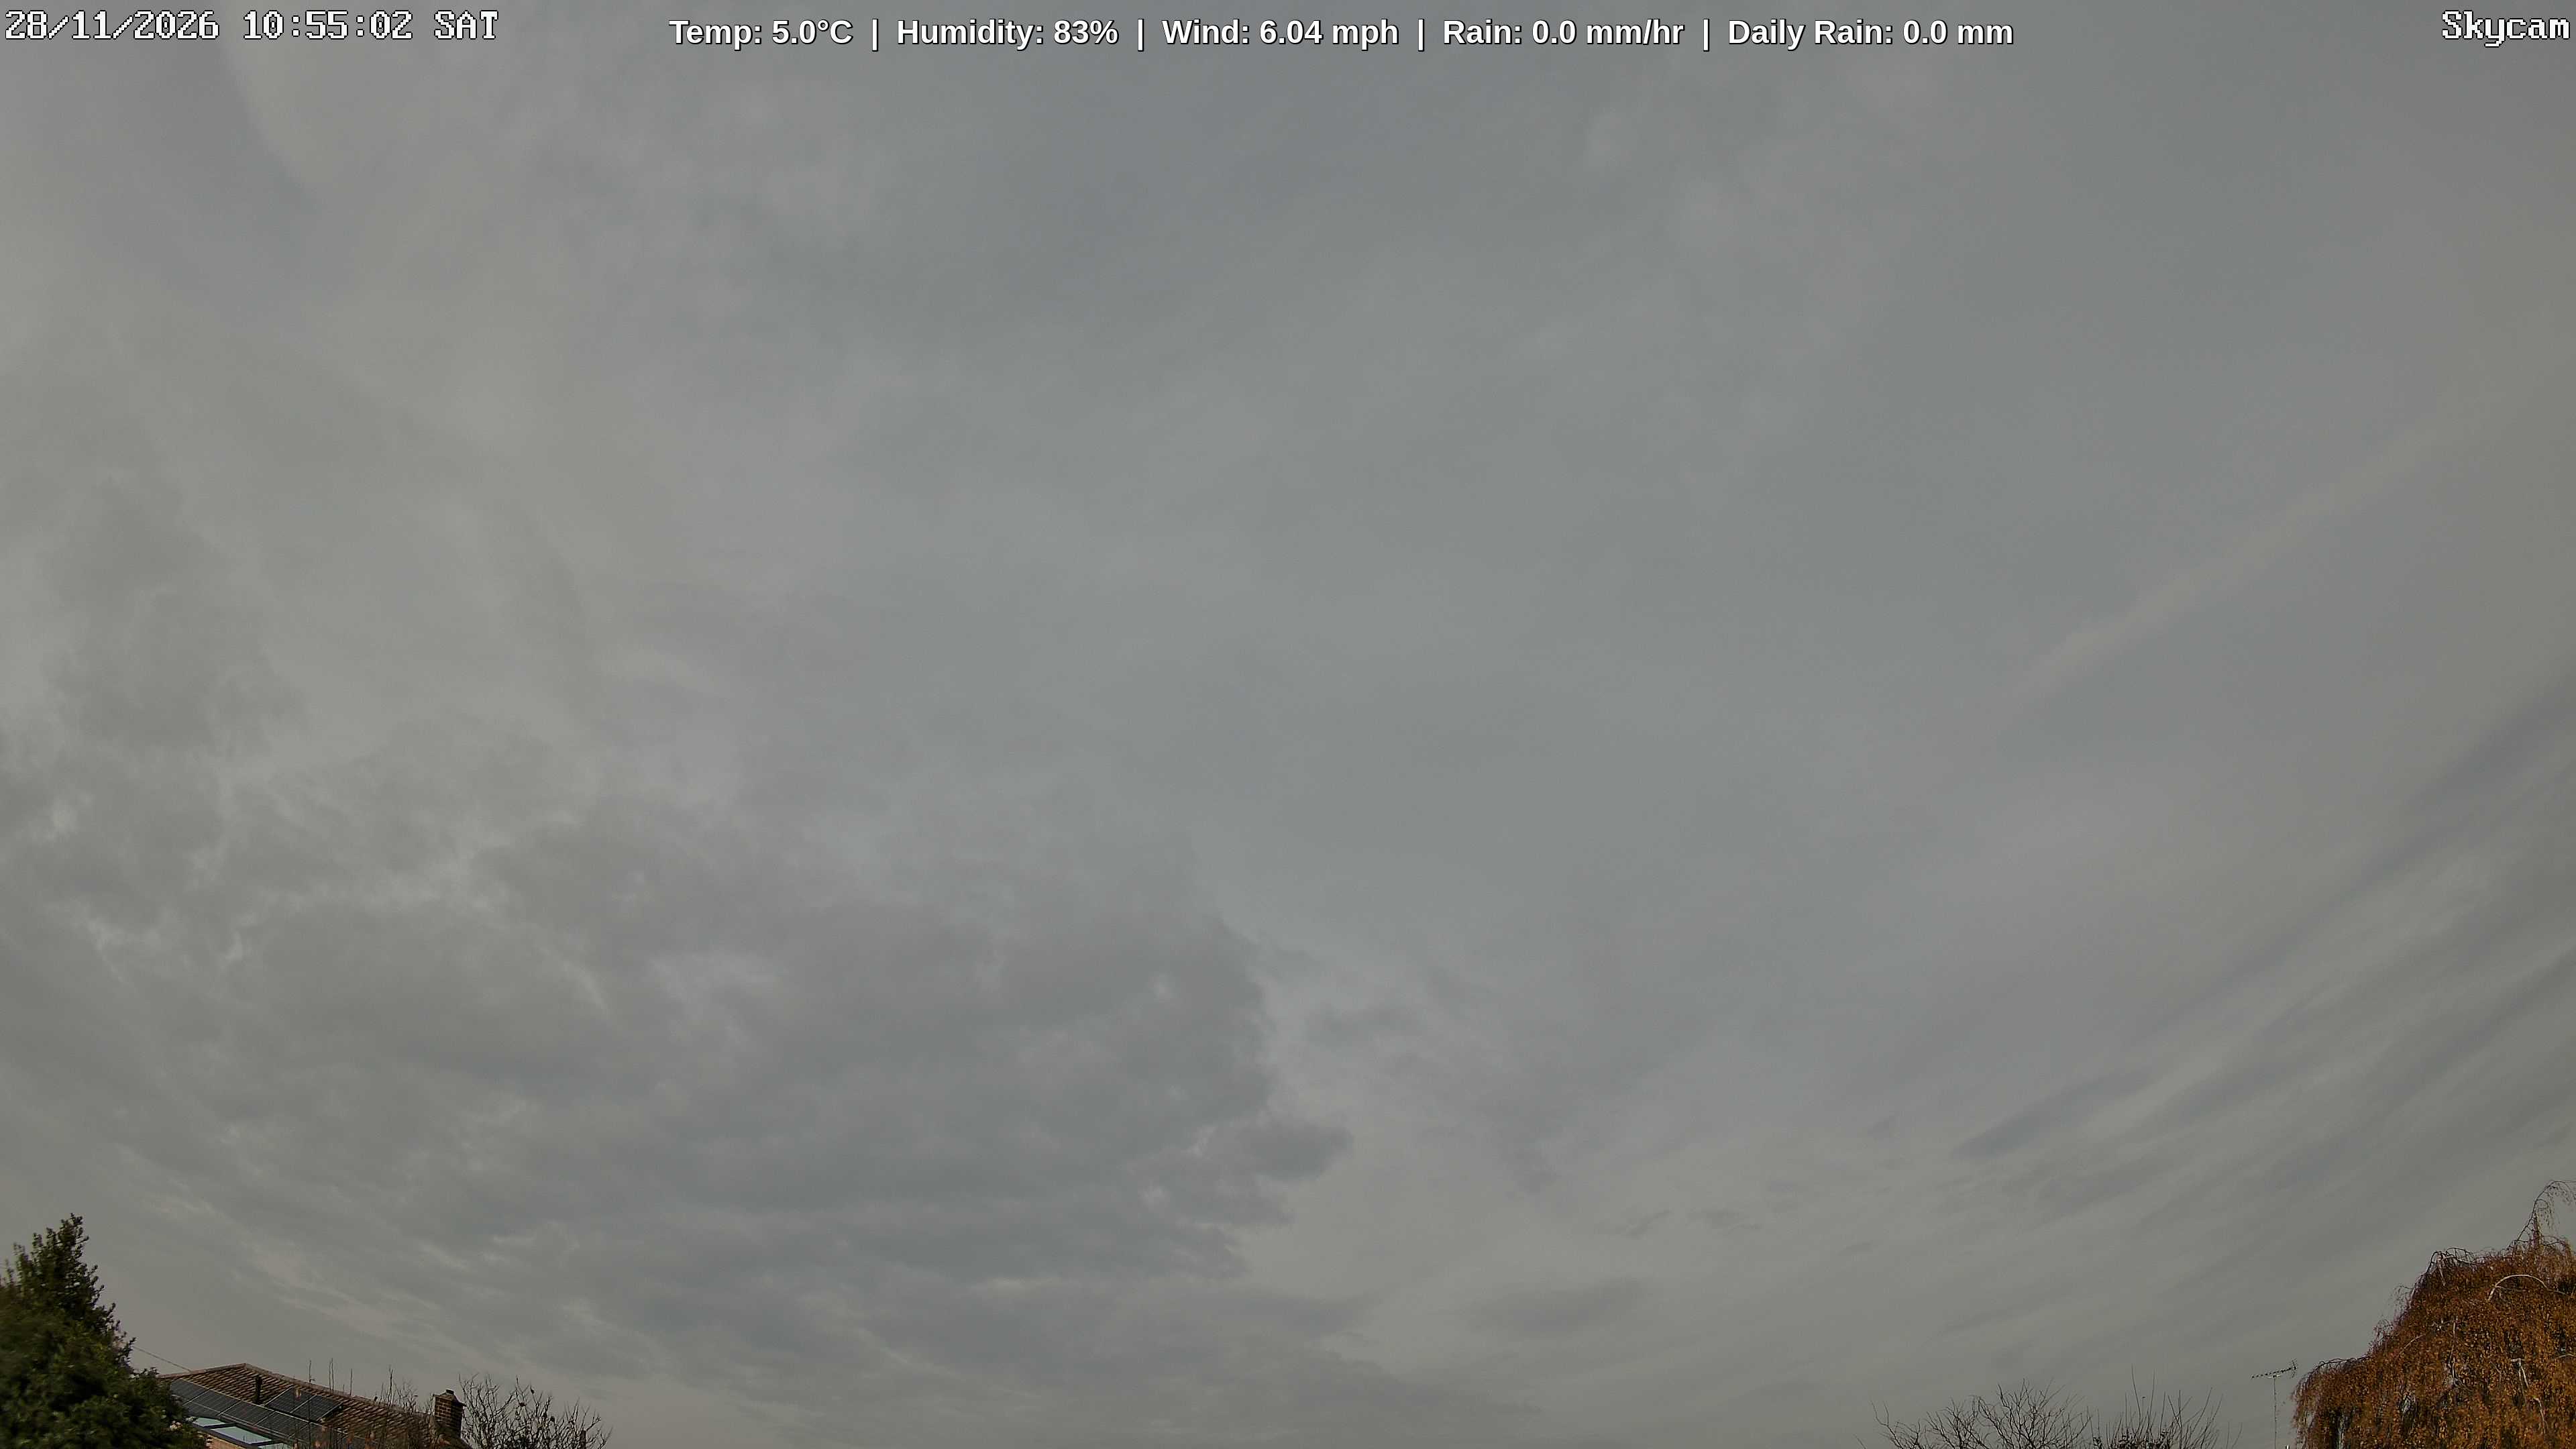 28/11/2026 10:55:02 SAT
Temp: 5.0°C | Humidity: 83% | Wind: 6.04 mph | Rain: 0.0 mm/hr | Daily Rain: 0.0 mm
Skycam